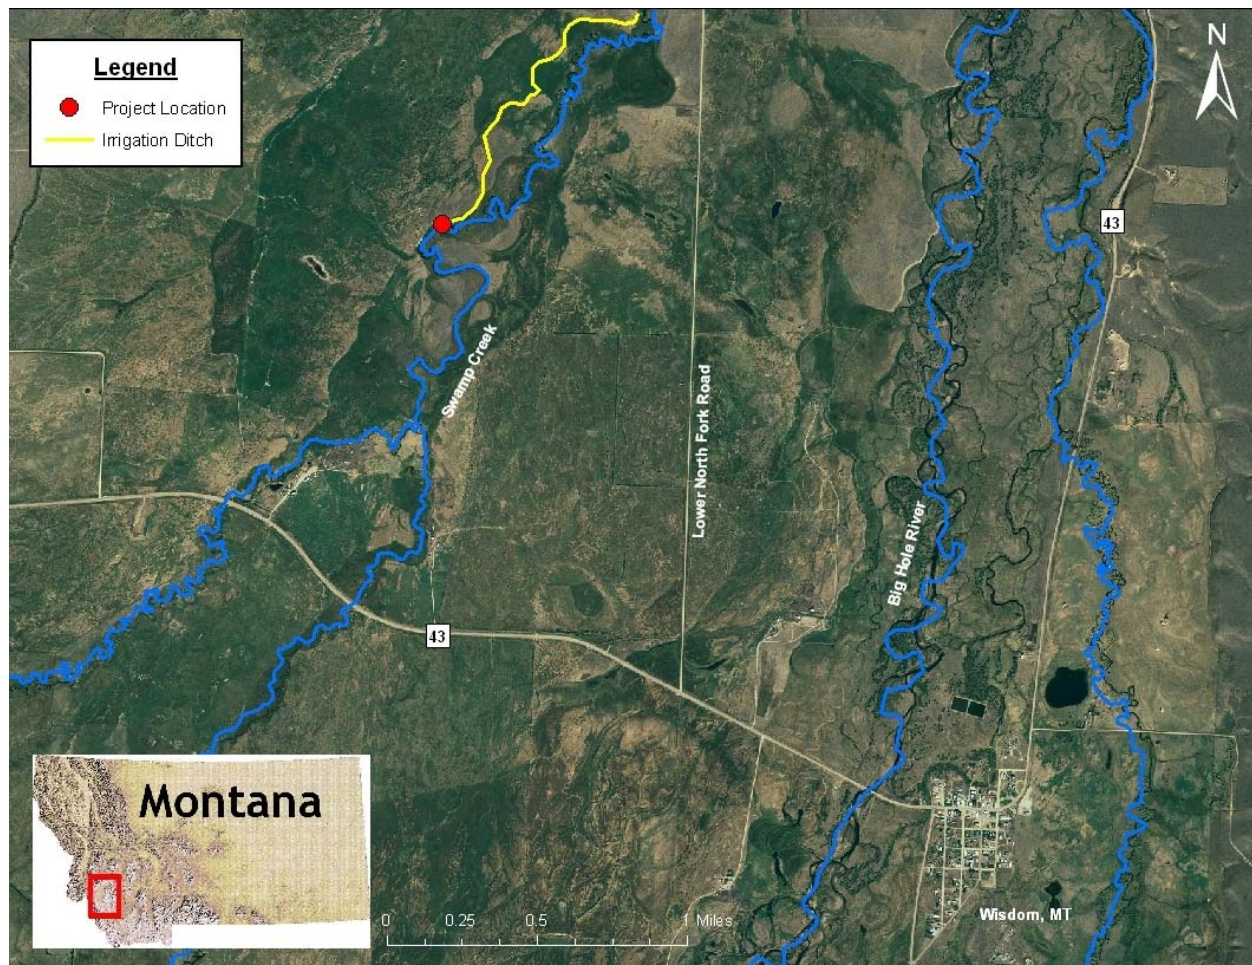 Legend
Project Location
Irrigation Ditch
N
43
Swamp Creek
Lower North Fork Road
Big Hole River
43
Montana
0 0.25 0.5 1 Miles
Wisdom, MT